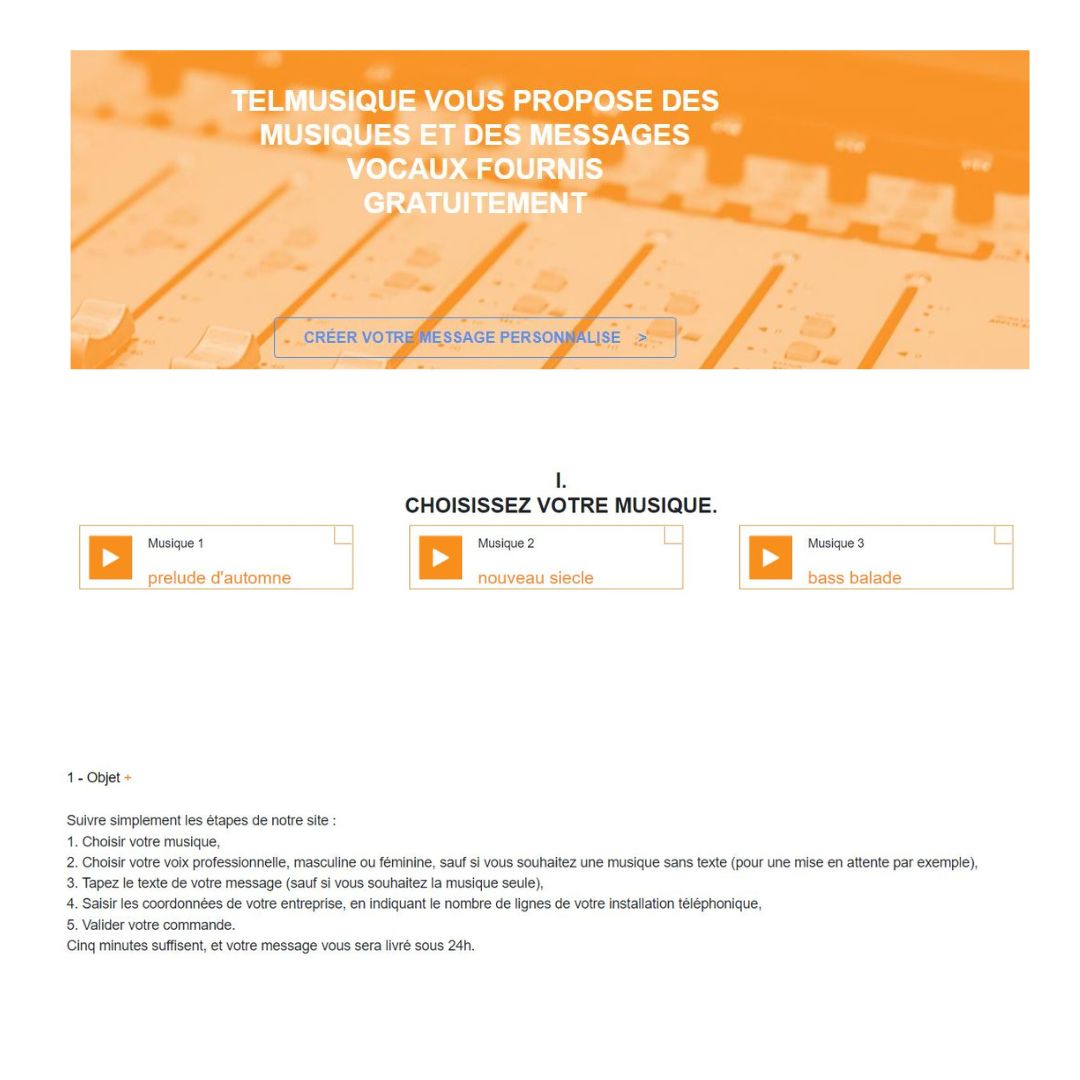 TELMUSIQUE VOUS PROPOSE DES
MUSIQUES ET DES MESSAGES
VOCAUX FOURNIS
GRATUITEMENT
CRÉER VOTRE MESSAGE PERSONNALISE >
I.
CHOISISSEZ VOTRE MUSIQUE.
Musique 1
prelude d'automne
Musique 2
nouveau siecle
Musique 3
bass balade
1 - Objet +
Suivre simplement les étapes de notre site :
1. Choisir votre musique,
2. Choisir votre voix professionnelle, masculine ou féminine, sauf si vous souhaitez une musique sans texte (pour une mise en attente par exemple),
3. Tapez le texte de votre message (sauf si vous souhaitez la musique seule),
4. Saisir les coordonnées de votre entreprise, en indiquant le nombre de lignes de votre installation téléphonique,
5. Valider votre commande.
Cinq minutes suffisent, et votre message vous sera livré sous 24h.